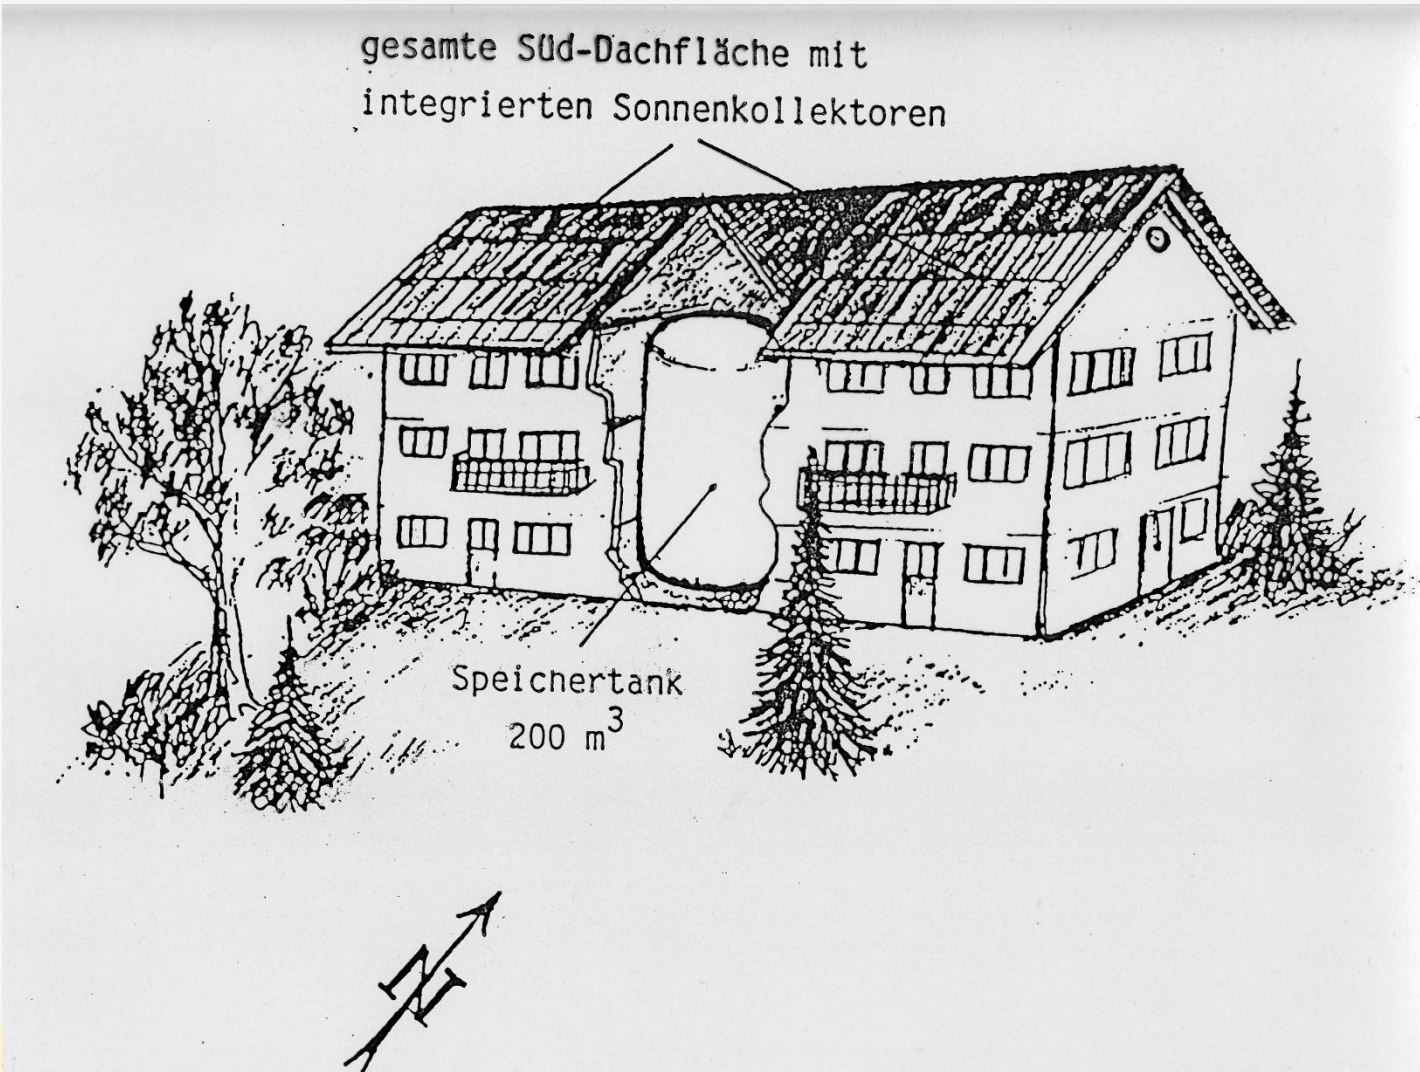 gesamte Süd-Dachfläche mit
integrierten Sonnenkollektoren
Speichertank
200 m³
N